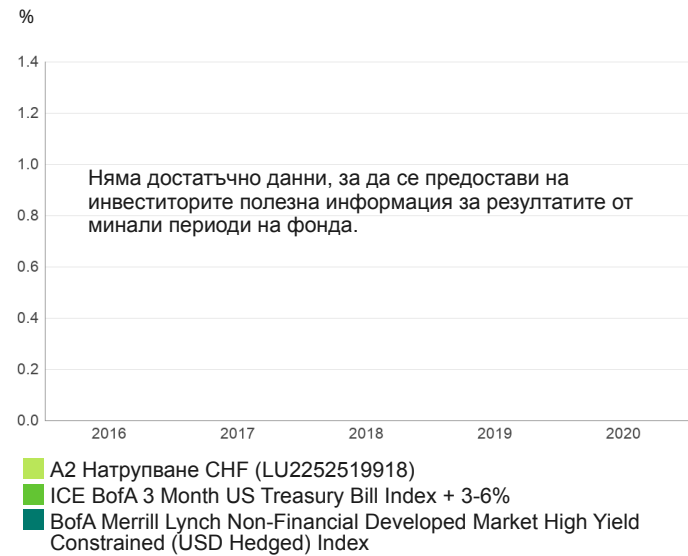 %
1.4
1.2
1.0
Няма достатъчно данни, за да се предостави на
инвеститорите полезна информация за резултатите от
минали периоди на фонда.
0.8
0.6
0.4
0.2
0.0
2016 2017 2018 2019 2020
A2 Натрупване CHF (LU2252519918)
ICE BofA 3 Month US Treasury Bill Index + 3-6%
BofA Merrill Lynch Non-Financial Developed Market High Yield
Constrained (USD Hedged) Index